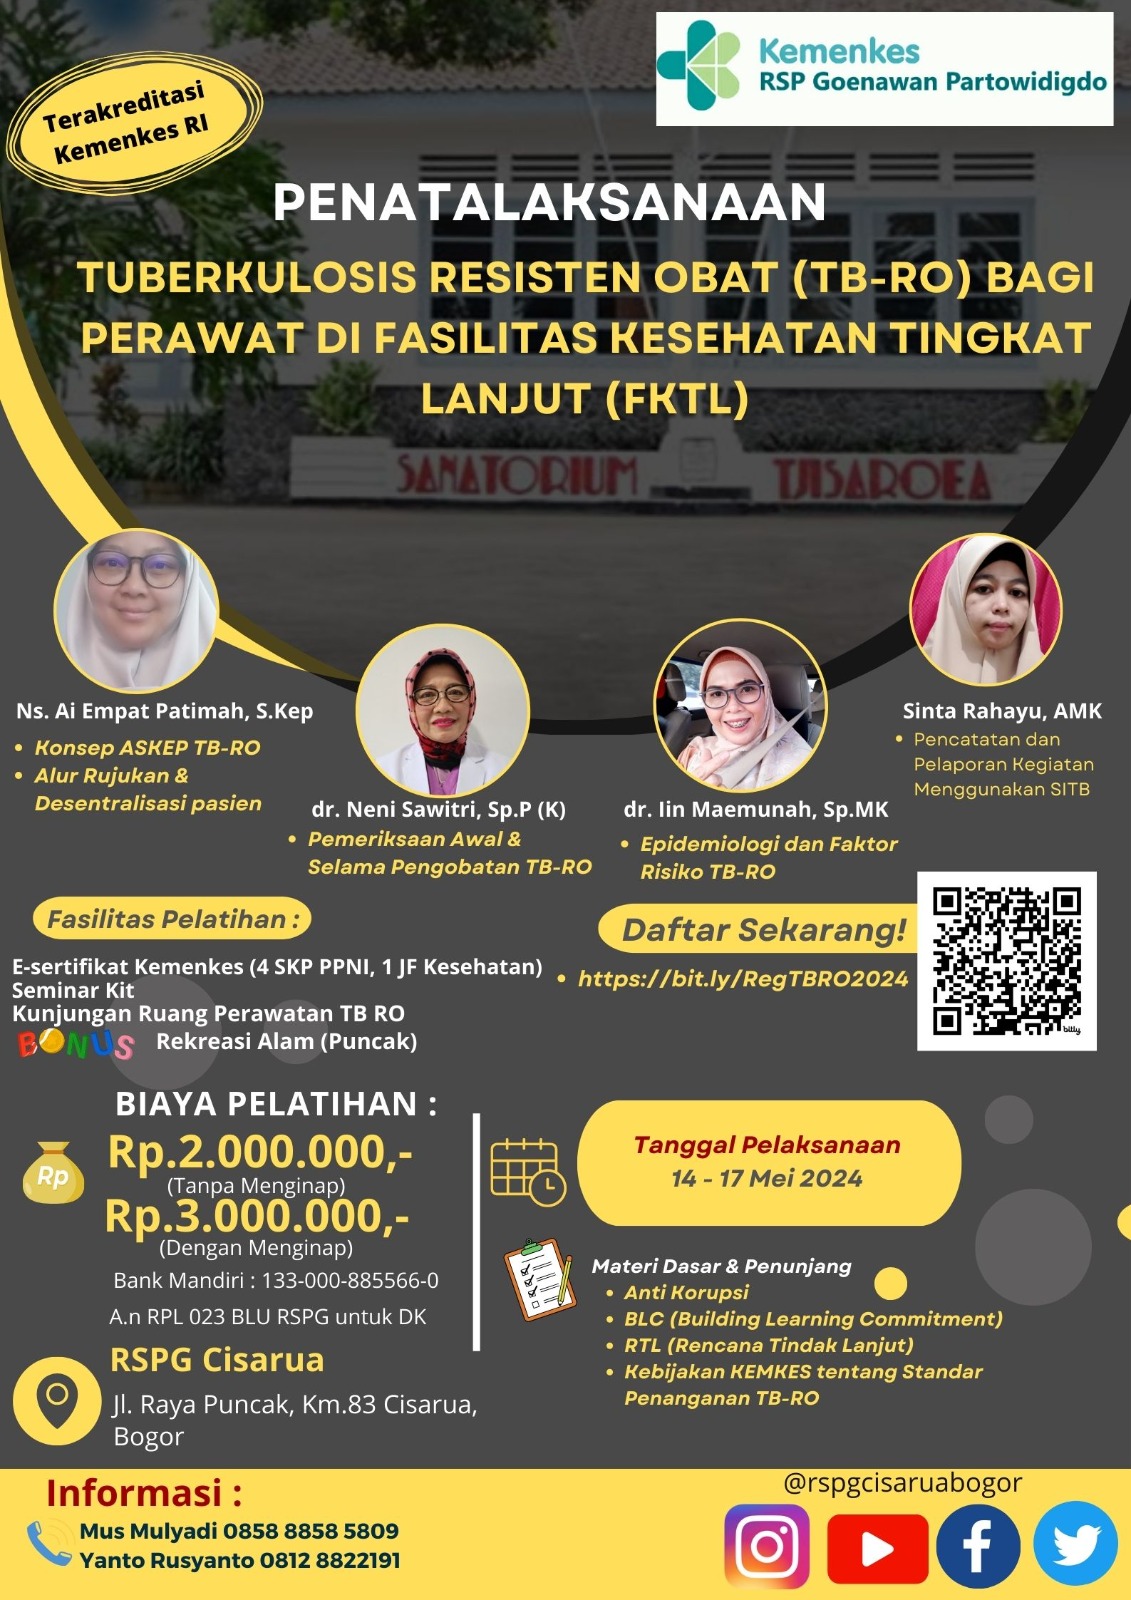 Terakreditasi
Kemenkes RI
Kemenkes
RSP Goenawan Partowidigdo
PENATALAKSANAAN
TUBERKULOSIS RESISTEN OBAT (TB-RO) BAGI
PERAWAT DI FASILITAS KESEHATAN TINGKAT
LANJUT (FKTL)
SANATORIUM TJISAROEA
Ns. Ai Empat Patimah, S.Kep
• Konsep ASKEP TB-RO
• Alur Rujukan &
Desentralisasi pasien
dr. Neni Sawitri, Sp.P (K)
• Pemeriksaan Awal &
Selama Pengobatan TB-RO
dr. Iin Maemunah, Sp.MK
• Epidemiologi dan Faktor
Risiko TB-RO
Sinta Rahayu, AMK
• Pencatatan dan
Pelaporan Kegiatan
Menggunakan SITB
Fasilitas Pelatihan :
E-sertifikat Kemenkes (4 SKP PPNI, 1 JF Kesehatan)
Seminar Kit
Kunjungan Ruang Perawatan TB RO
BONUS Rekreasi Alam (Puncak)
Daftar Sekarang!
• https://bit.ly/RegTBRO2024
bitly
BIAYA PELATIHAN :
Rp
Rp.2.000.000,-
(Tanpa Menginap)
Rp.3.000.000,-
(Dengan Menginap)
Bank Mandiri : 133-000-885566-0
A.n RPL 023 BLU RSPG untuk DK
RSPG Cisarua
Jl. Raya Puncak, Km.83 Cisarua,
Bogor
Tanggal Pelaksanaan
14 - 17 Mei 2024
Materi Dasar & Penunjang
• Anti Korupsi
• BLC (Building Learning Commitment)
• RTL (Rencana Tindak Lanjut)
• Kebijakan KEMKES tentang Standar
Penanganan TB-RO
Informasi :
Mus Mulyadi 0858 8858 5809
Yanto Rusyanto 0812 8822191
@rspgcisaruabogor